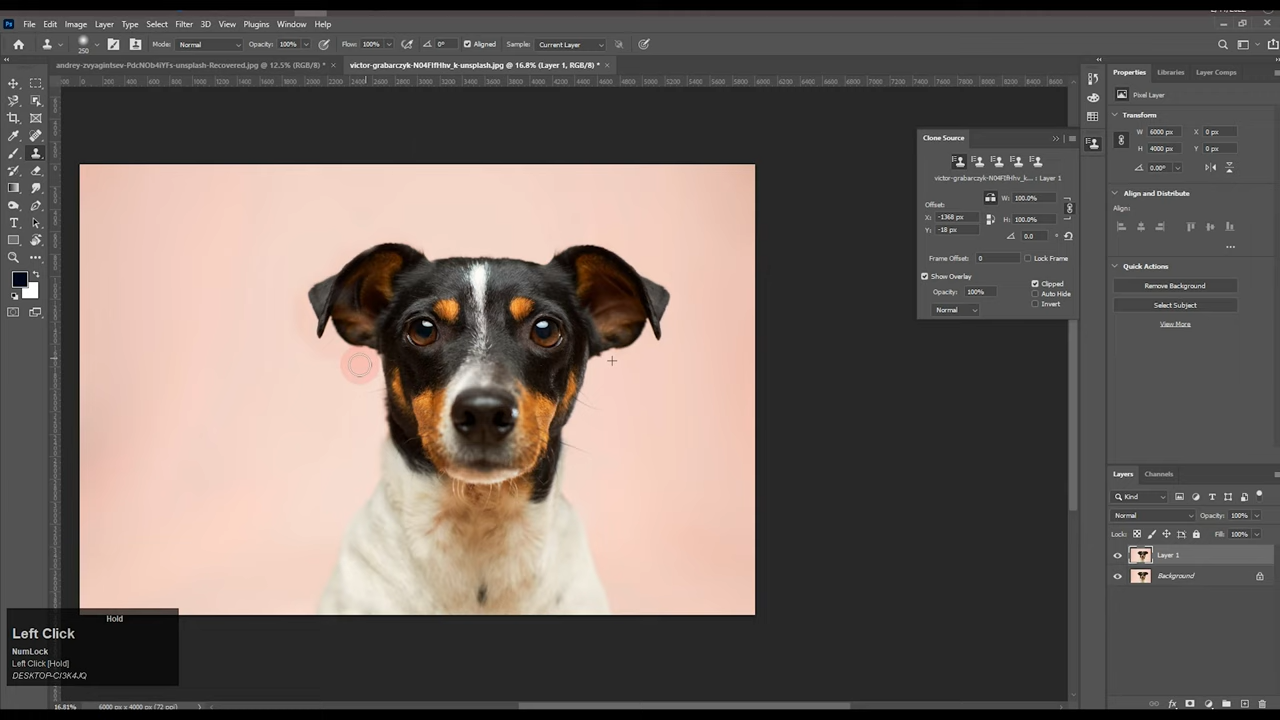 File Edit Image Layer Type Select Filter 3D View Plugins Window Help
250 Mode: Normal Opacity: 100% Flow: 100% 0° Aligned Sample: Current Layer
andrey-zvyagintsev-PdcNOb4iYFs-unsplash-Recovered.jpg @ 12.5% (RGB/8) * × victor-grabarczyk-N04FIfHhv_k-unsplash.jpg @ 16.8% (Layer 1, RGB/8) * ×
Properties Libraries Layer Comps
Pixel Layer
Transform
W 6000 px X 0 px
H 4000 px Y 0 px
0.00°
Align and Distribute
Align:
Quick Actions
Remove Background
Select Subject
View More
Clone Source
victor-grabarczyk-N04FIfHhv_k... : Layer 1
W: 100.0%
Offset:
X: -1368 px H: 100.0%
Y: -18 px 0.0 °
Frame Offset: 0 Lock Frame
Show Overlay Clipped
Opacity: 100% Auto Hide
Normal Invert
Layers Channels
Kind
Normal Opacity: 100%
Lock: Fill: 100%
Layer 1
Background
Hold
Left Click
NumLock
Left Click [Hold]
DESKTOP-CI3K4JQ
16.81% 6000 px x 4000 px (72 ppi)